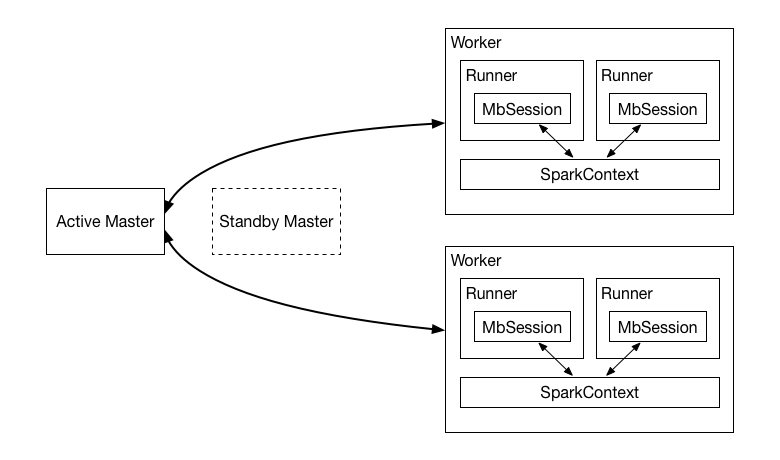 Active Master
Standby Master
Worker
Runner
Runner
MbSession
MbSession
SparkContext
Worker
Runner
Runner
MbSession
MbSession
SparkContext